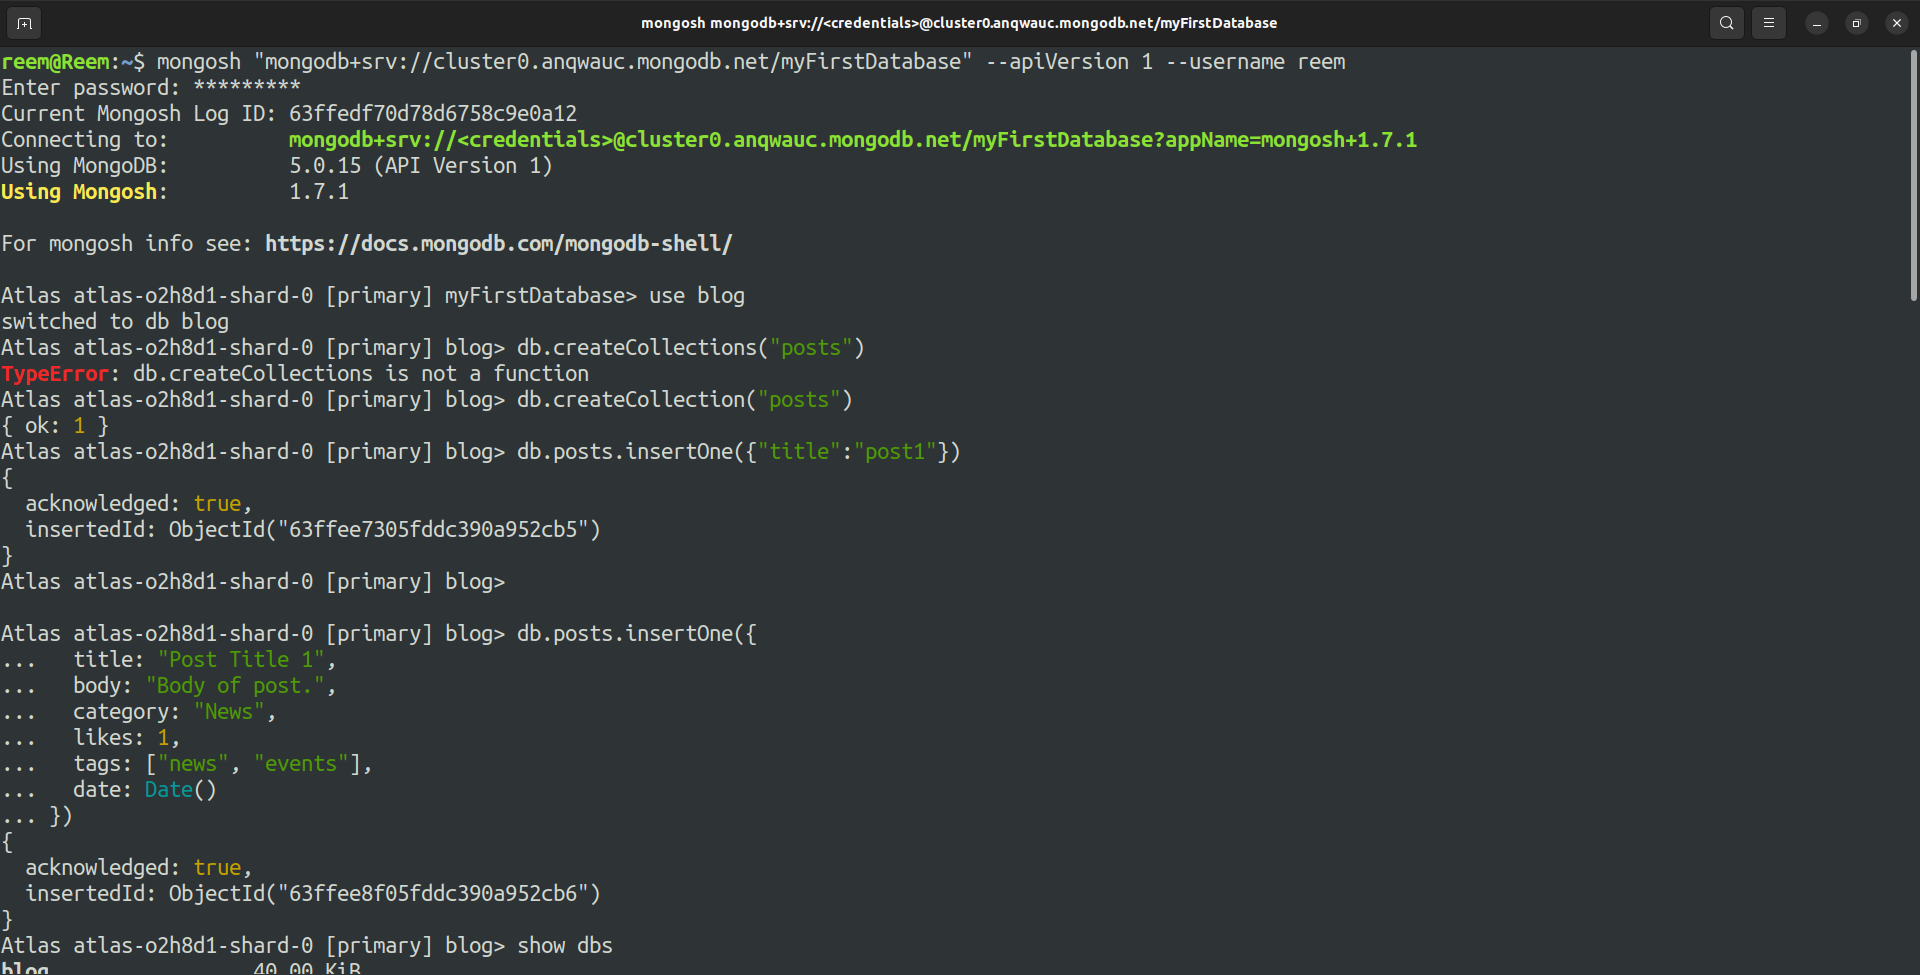 mongosh mongodb+srv://<credentials>@cluster0.anqwauc.mongodb.net/myFirstDatabase
reem@Reem:~$ mongosh "mongodb+srv://cluster0.anqwauc.mongodb.net/myFirstDatabase" --apiVersion 1 --username reem
Enter password: *********
Current Mongosh Log ID: 63ffedf70d78d6758c9e0a12
Connecting to:          mongodb+srv://<credentials>@cluster0.anqwauc.mongodb.net/myFirstDatabase?appName=mongosh+1.7.1
Using MongoDB:          5.0.15 (API Version 1)
Using Mongosh:          1.7.1
For mongosh info see: https://docs.mongodb.com/mongodb-shell/
Atlas atlas-o2h8d1-shard-0 [primary] myFirstDatabase> use blog
switched to db blog
Atlas atlas-o2h8d1-shard-0 [primary] blog> db.createCollections("posts")
TypeError: db.createCollections is not a function
Atlas atlas-o2h8d1-shard-0 [primary] blog> db.createCollection("posts")
{ ok: 1 }
Atlas atlas-o2h8d1-shard-0 [primary] blog> db.posts.insertOne({"title":"post1"})
{
  acknowledged: true,
  insertedId: ObjectId("63ffee7305fddc390a952cb5")
}
Atlas atlas-o2h8d1-shard-0 [primary] blog>
Atlas atlas-o2h8d1-shard-0 [primary] blog> db.posts.insertOne({
...   title: "Post Title 1",
...   body: "Body of post.",
...   category: "News",
...   likes: 1,
...   tags: ["news", "events"],
...   date: Date()
... })
{
  acknowledged: true,
  insertedId: ObjectId("63ffee8f05fddc390a952cb6")
}
Atlas atlas-o2h8d1-shard-0 [primary] blog> show dbs
blog                 40.00 KiB